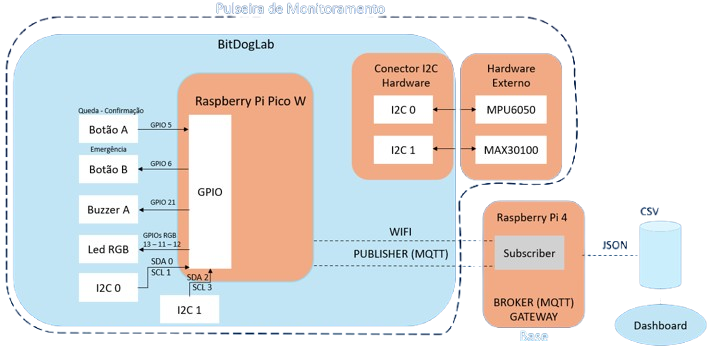 Pulseira de Monitoramento
BitDogLab
Conector I2C
Hardware
Hardware
Externo
Raspberry Pi Pico W
I2C 0
MPU6050
I2C 1
MAX30100
Queda - Confirmação
Botão A
GPIO 5
Emergência
Botão B
GPIO 6
GPIO
Buzzer A
GPIO 21
Led RGB
GPIOs RGB
13 – 11 – 12
I2C 0
SDA 0
SCL 1
SDA 2
SCL 3
I2C 1
WIFI
PUBLISHER (MQTT)
Raspberry Pi 4
Subscriber
BROKER (MQTT)
GATEWAY
Base
CSV
JSON
Dashboard